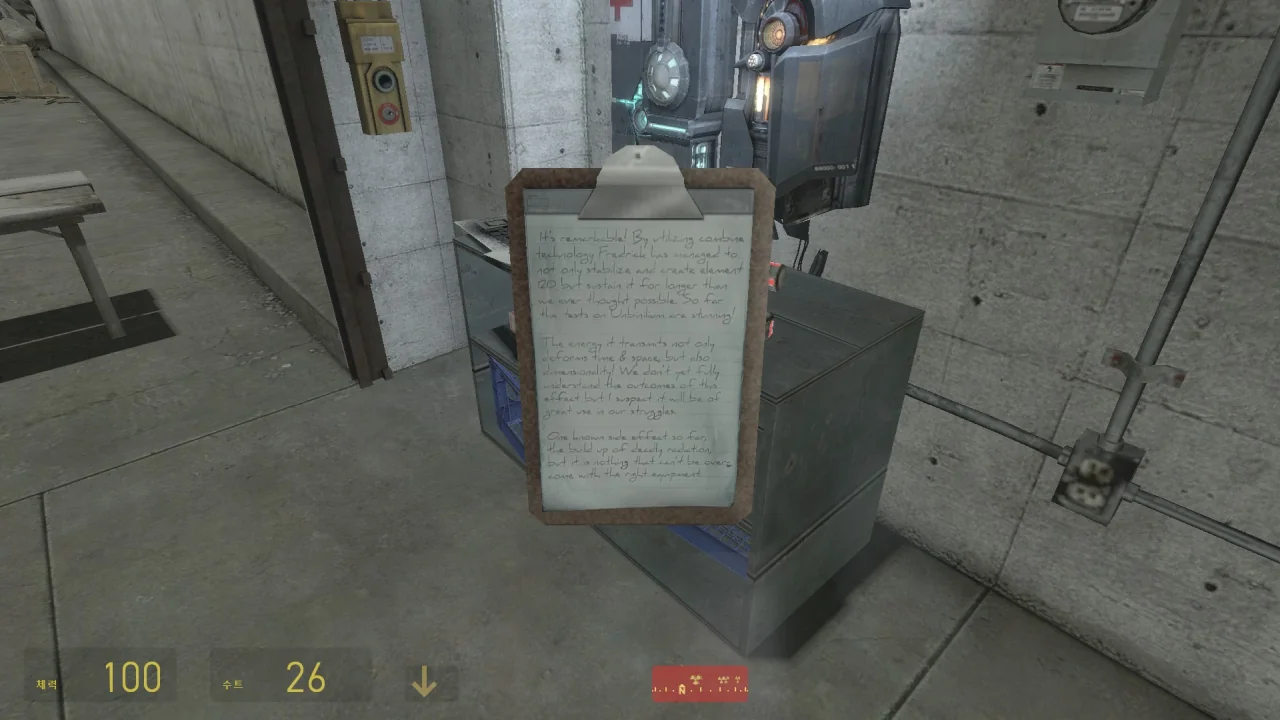 It's remarkable! By utilizing combine
technology Fredrek has managed to
not only stabilize and create element
120 but sustain it for longer than
we ever thought possible. So far
the tests on Unbinilium are stunning!
The energy it transmits not only
deforms time & space, but also
dimensionality! We don't yet fully
understand the outcomes of this
effect but I suspect it will be of
great use in our struggles.
One known side effect so far,
the build up of deadly radiation,
but it is nothing that can't be over-
come with the right equipment.
체력 100
수트 26